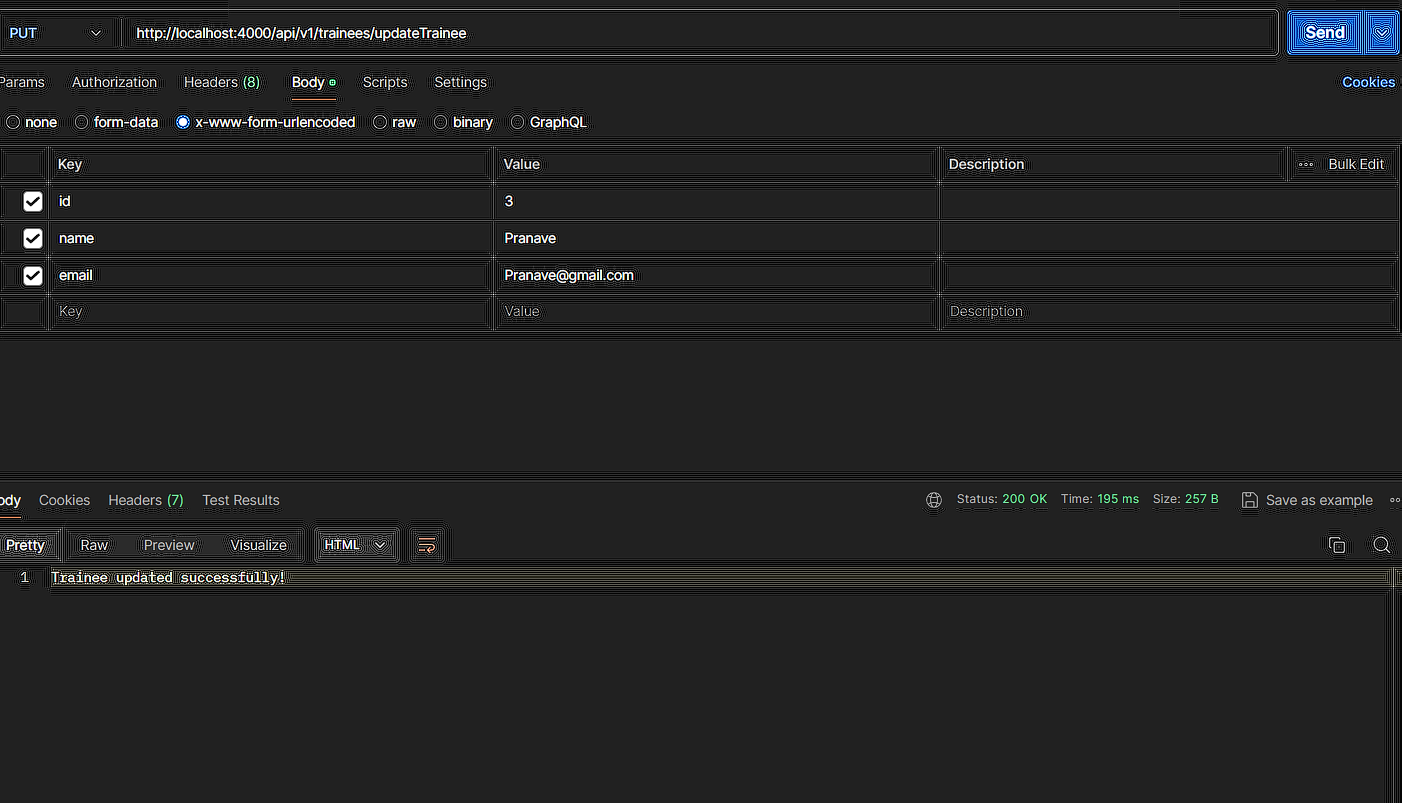 PUT http://localhost:4000/api/v1/trainees/updateTrainee Send
Params Authorization Headers (8) Body Scripts Settings Cookies
none form-data x-www-form-urlencoded raw binary GraphQL
Key Value Description Bulk Edit
id 3
name Pranave
email Pranave@gmail.com
Key Value Description
ody Cookies Headers (7) Test Results Status: 200 OK Time: 195 ms Size: 257 B Save as example
Pretty Raw Preview Visualize HTML
1 Trainee updated successfully!